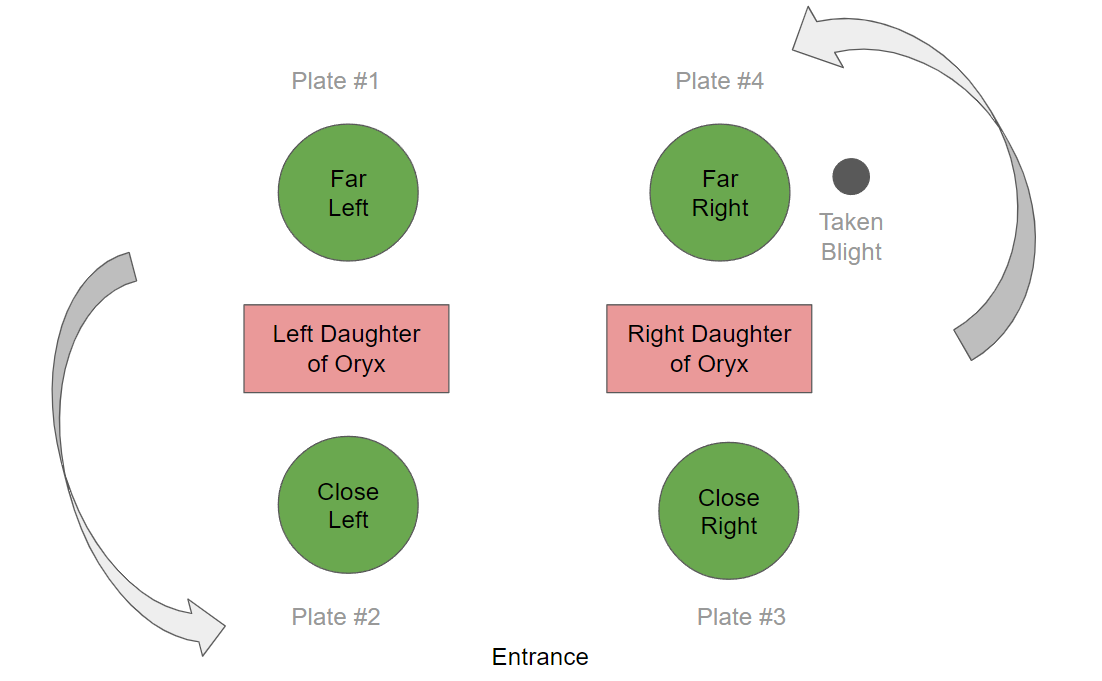 Plate #1
Plate #4
Far
Left
Far
Right
Taken
Blight
Left Daughter
of Oryx
Right Daughter
of Oryx
Close
Left
Close
Right
Plate #2
Plate #3
Entrance